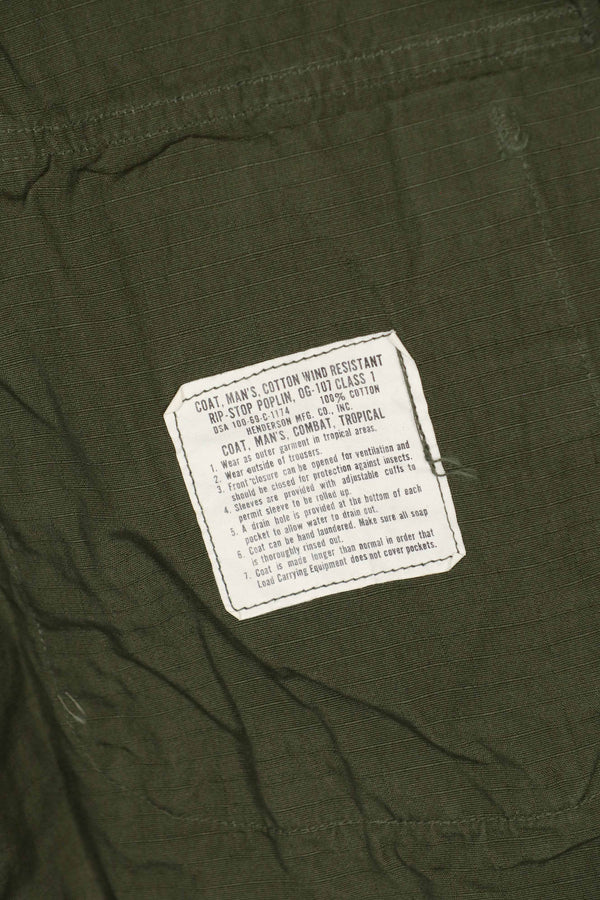 COAT, MAN'S, COTTON WIND RESISTANT
RIP-STOP POPLIN, OG-107 CLASS 1
DSA 100-69-C-1174 100% COTTON
HENDERSON MFG. CO., INC.
COAT, MAN'S, COMBAT, TROPICAL
1. Wear as outer garment in tropical areas.
2. Wear outside of trousers.
3. Front closure can be opened for ventilation and
should be closed for protection against insects.
4. Sleeves are provided with adjustable cuffs to
permit sleeve to be rolled up.
5. A drain hole is provided at the bottom of each
pocket to allow water to drain out.
6. Coat can be hand laundered. Make sure all soap
is thoroughly rinsed out.
7. Coat is made longer than normal in order that
Load Carrying Equipment does not cover pockets.